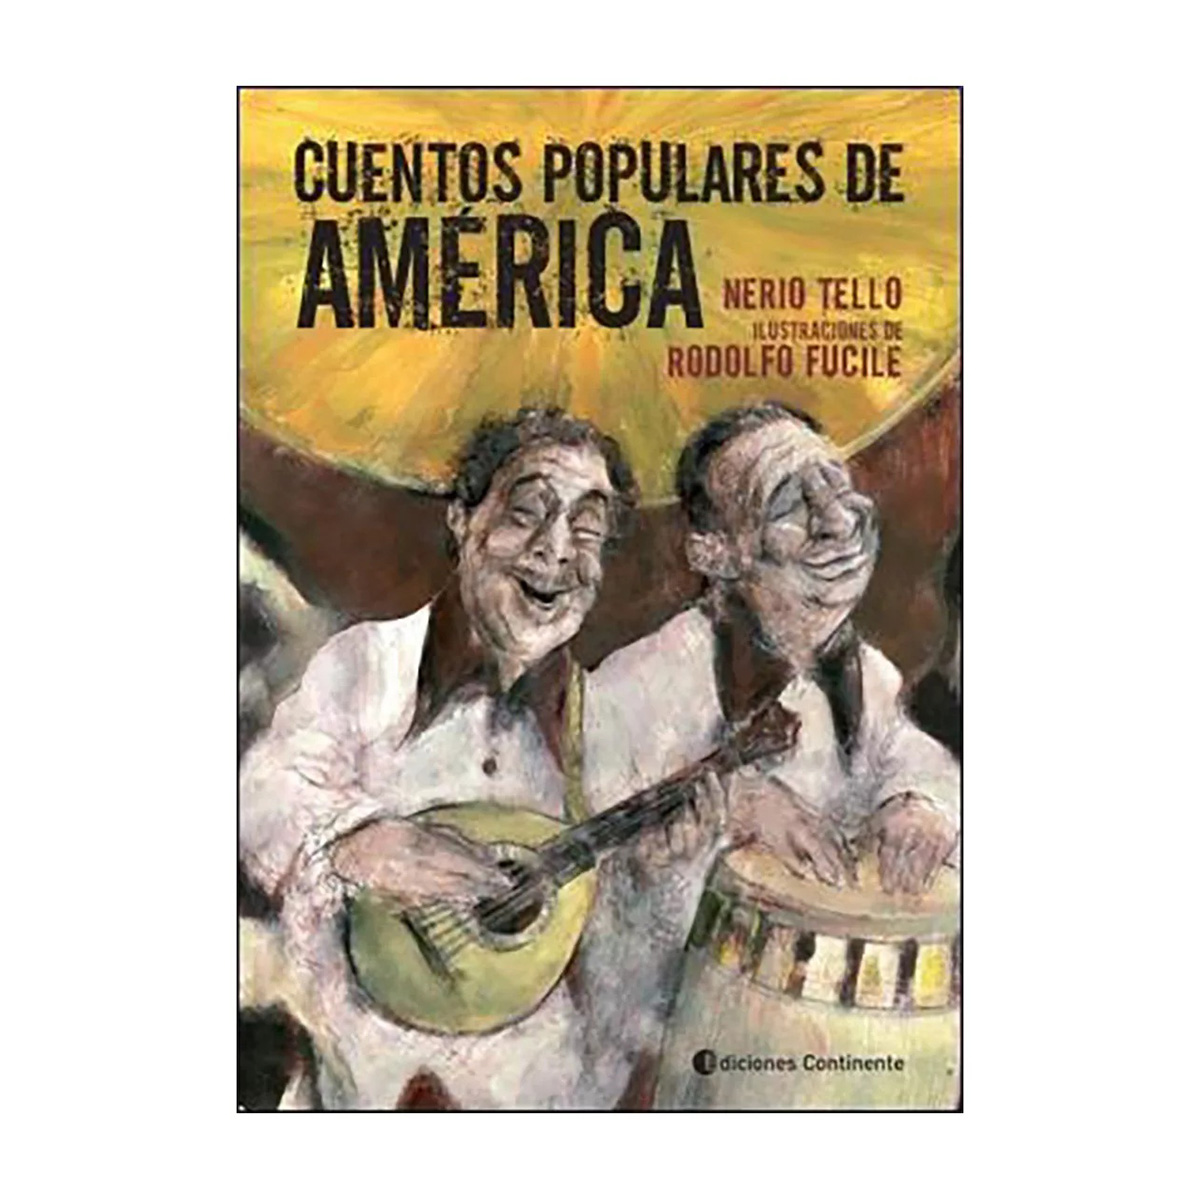 CUENTOS POPULARES DE
AMÉRICA
NERIO TELLO
ILUSTRACIONES DE
RODOLFO FUCILE
Ediciones Continente